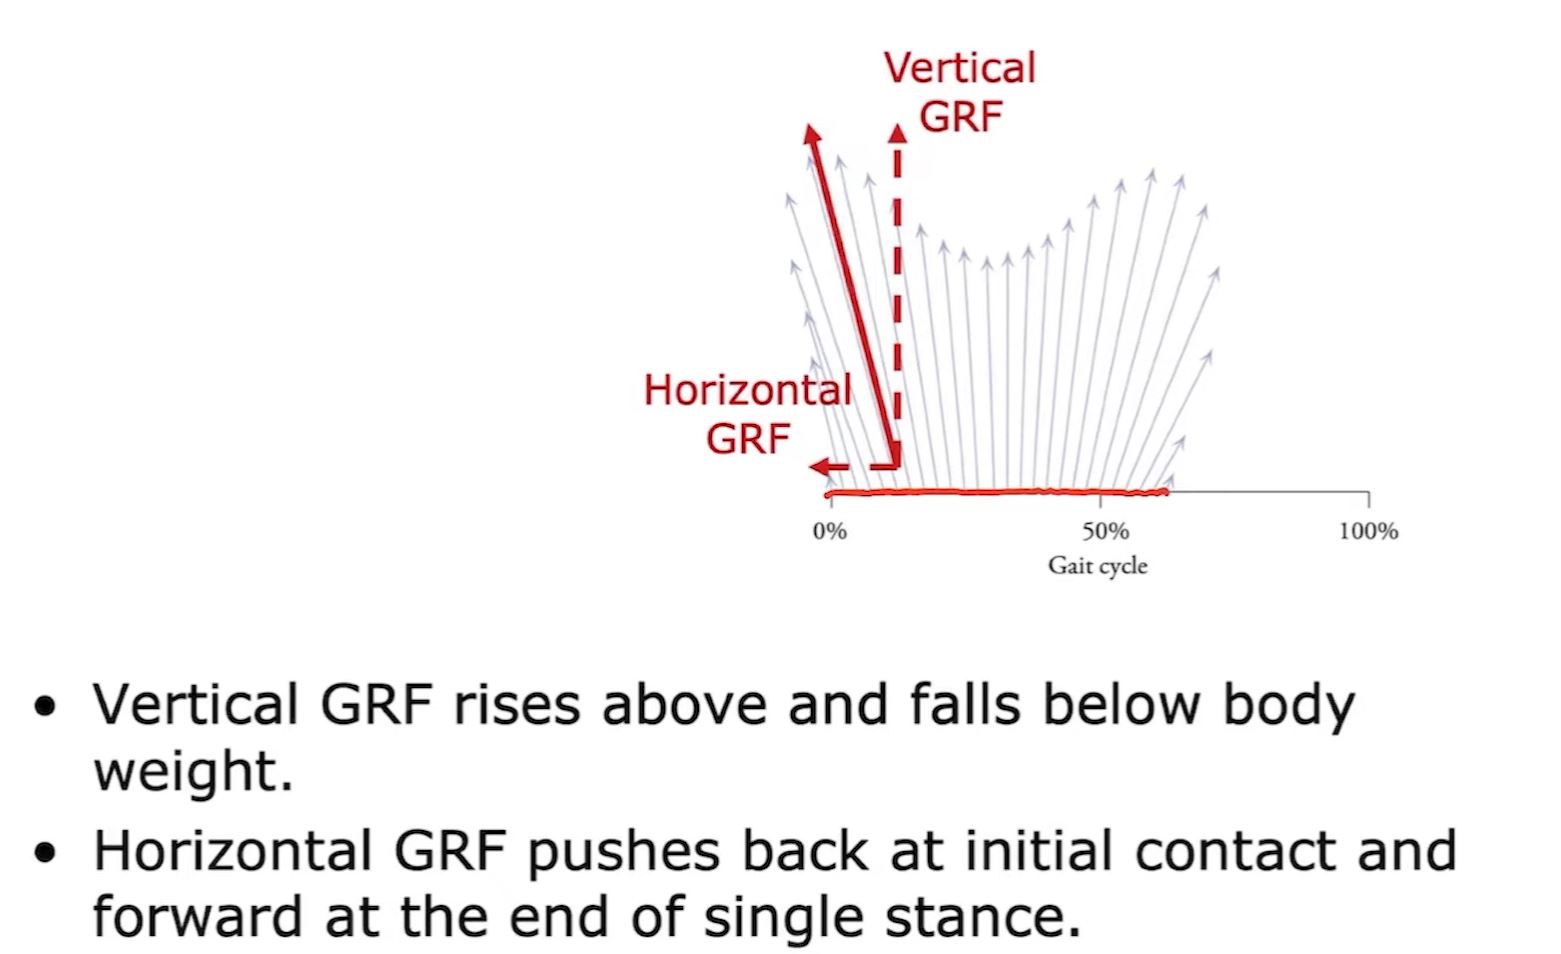 Vertical
GRF
Horizontal
GRF
0%
50%
100%
Gait cycle
• Vertical GRF rises above and falls below body
weight.
• Horizontal GRF pushes back at initial contact and
forward at the end of single stance.